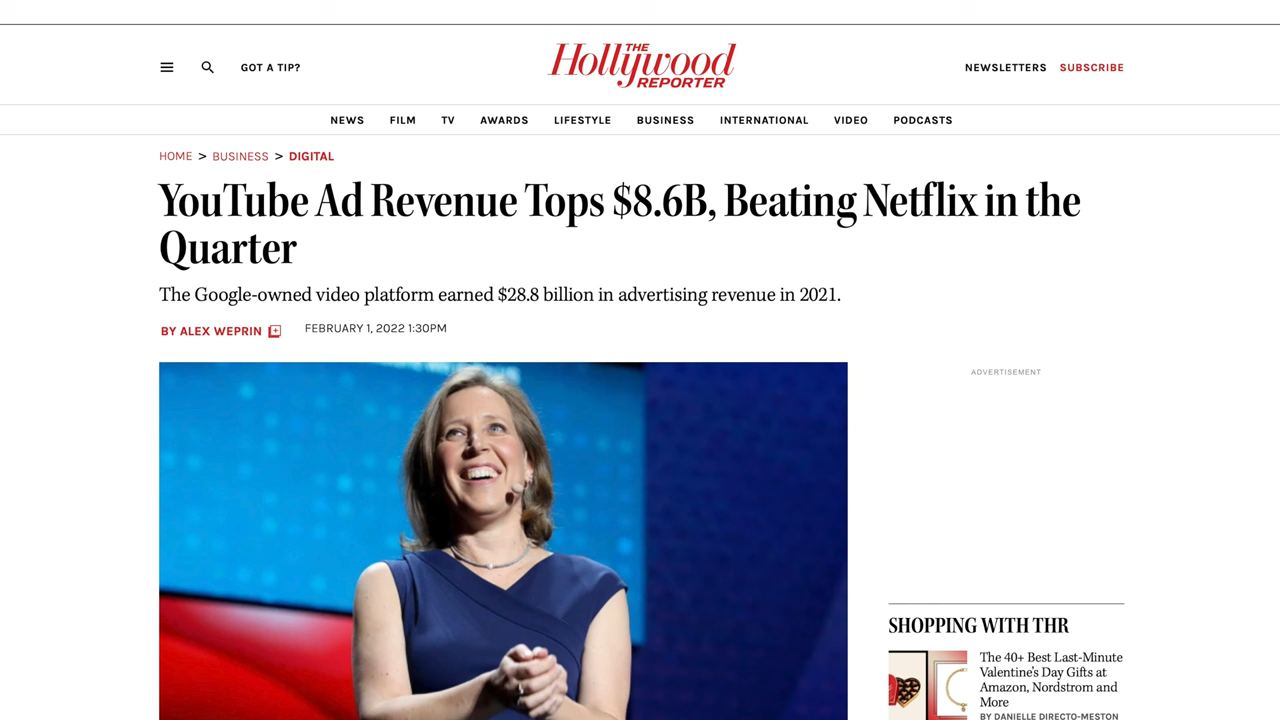 GOT A TIP?
THE
Hollywood
REPORTER
NEWSLETTERS SUBSCRIBE
NEWS FILM TV AWARDS LIFESTYLE BUSINESS INTERNATIONAL VIDEO PODCASTS
HOME > BUSINESS > DIGITAL
YouTube Ad Revenue Tops $8.6B, Beating Netflix in the
Quarter
The Google-owned video platform earned $28.8 billion in advertising revenue in 2021.
BY ALEX WEPRIN FEBRUARY 1, 2022 1:30PM
ADVERTISEMENT
SHOPPING WITH THR
The 40+ Best Last-Minute
Valentine's Day Gifts at
Amazon, Nordstrom and
More
BY DANIELLE DIRECTO-MESTON